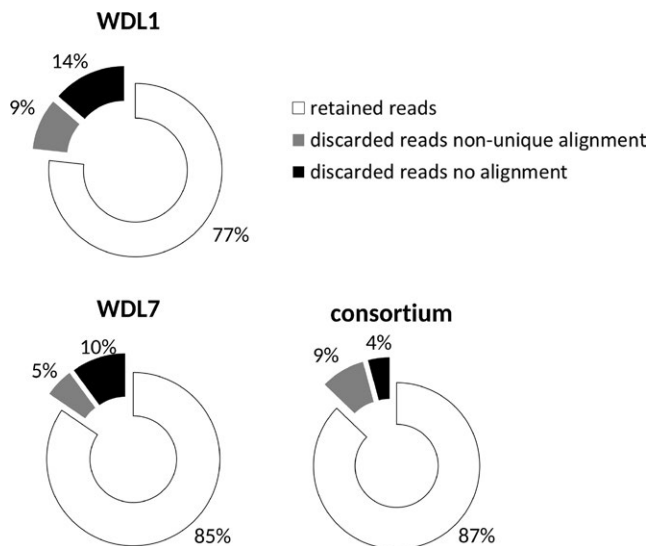 WDL1
14%
9%
77%
retained reads
discarded reads non-unique alignment
discarded reads no alignment
WDL7
10%
5%
85%
consortium
4%
9%
87%